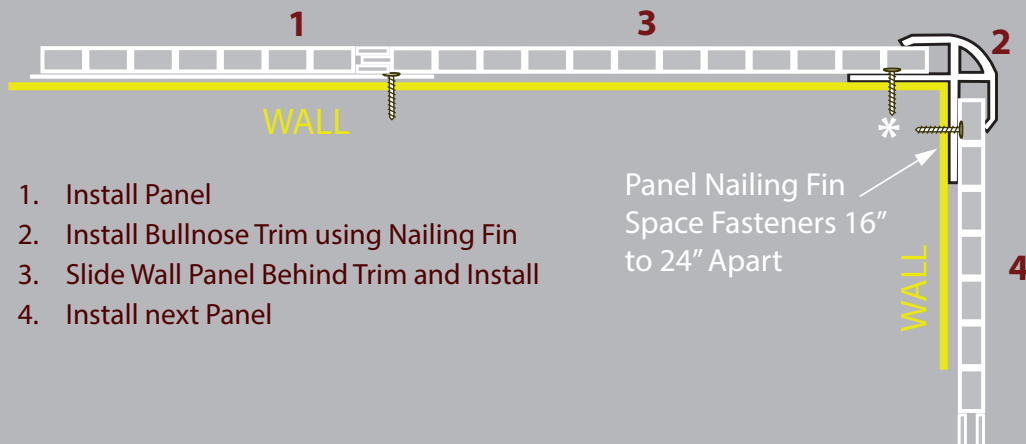 1
3
2
WALL
*
1. Install Panel
2. Install Bullnose Trim using Nailing Fin
3. Slide Wall Panel Behind Trim and Install
4. Install next Panel
Panel Nailing Fin
Space Fasteners 16”
to 24” Apart
WALL
4